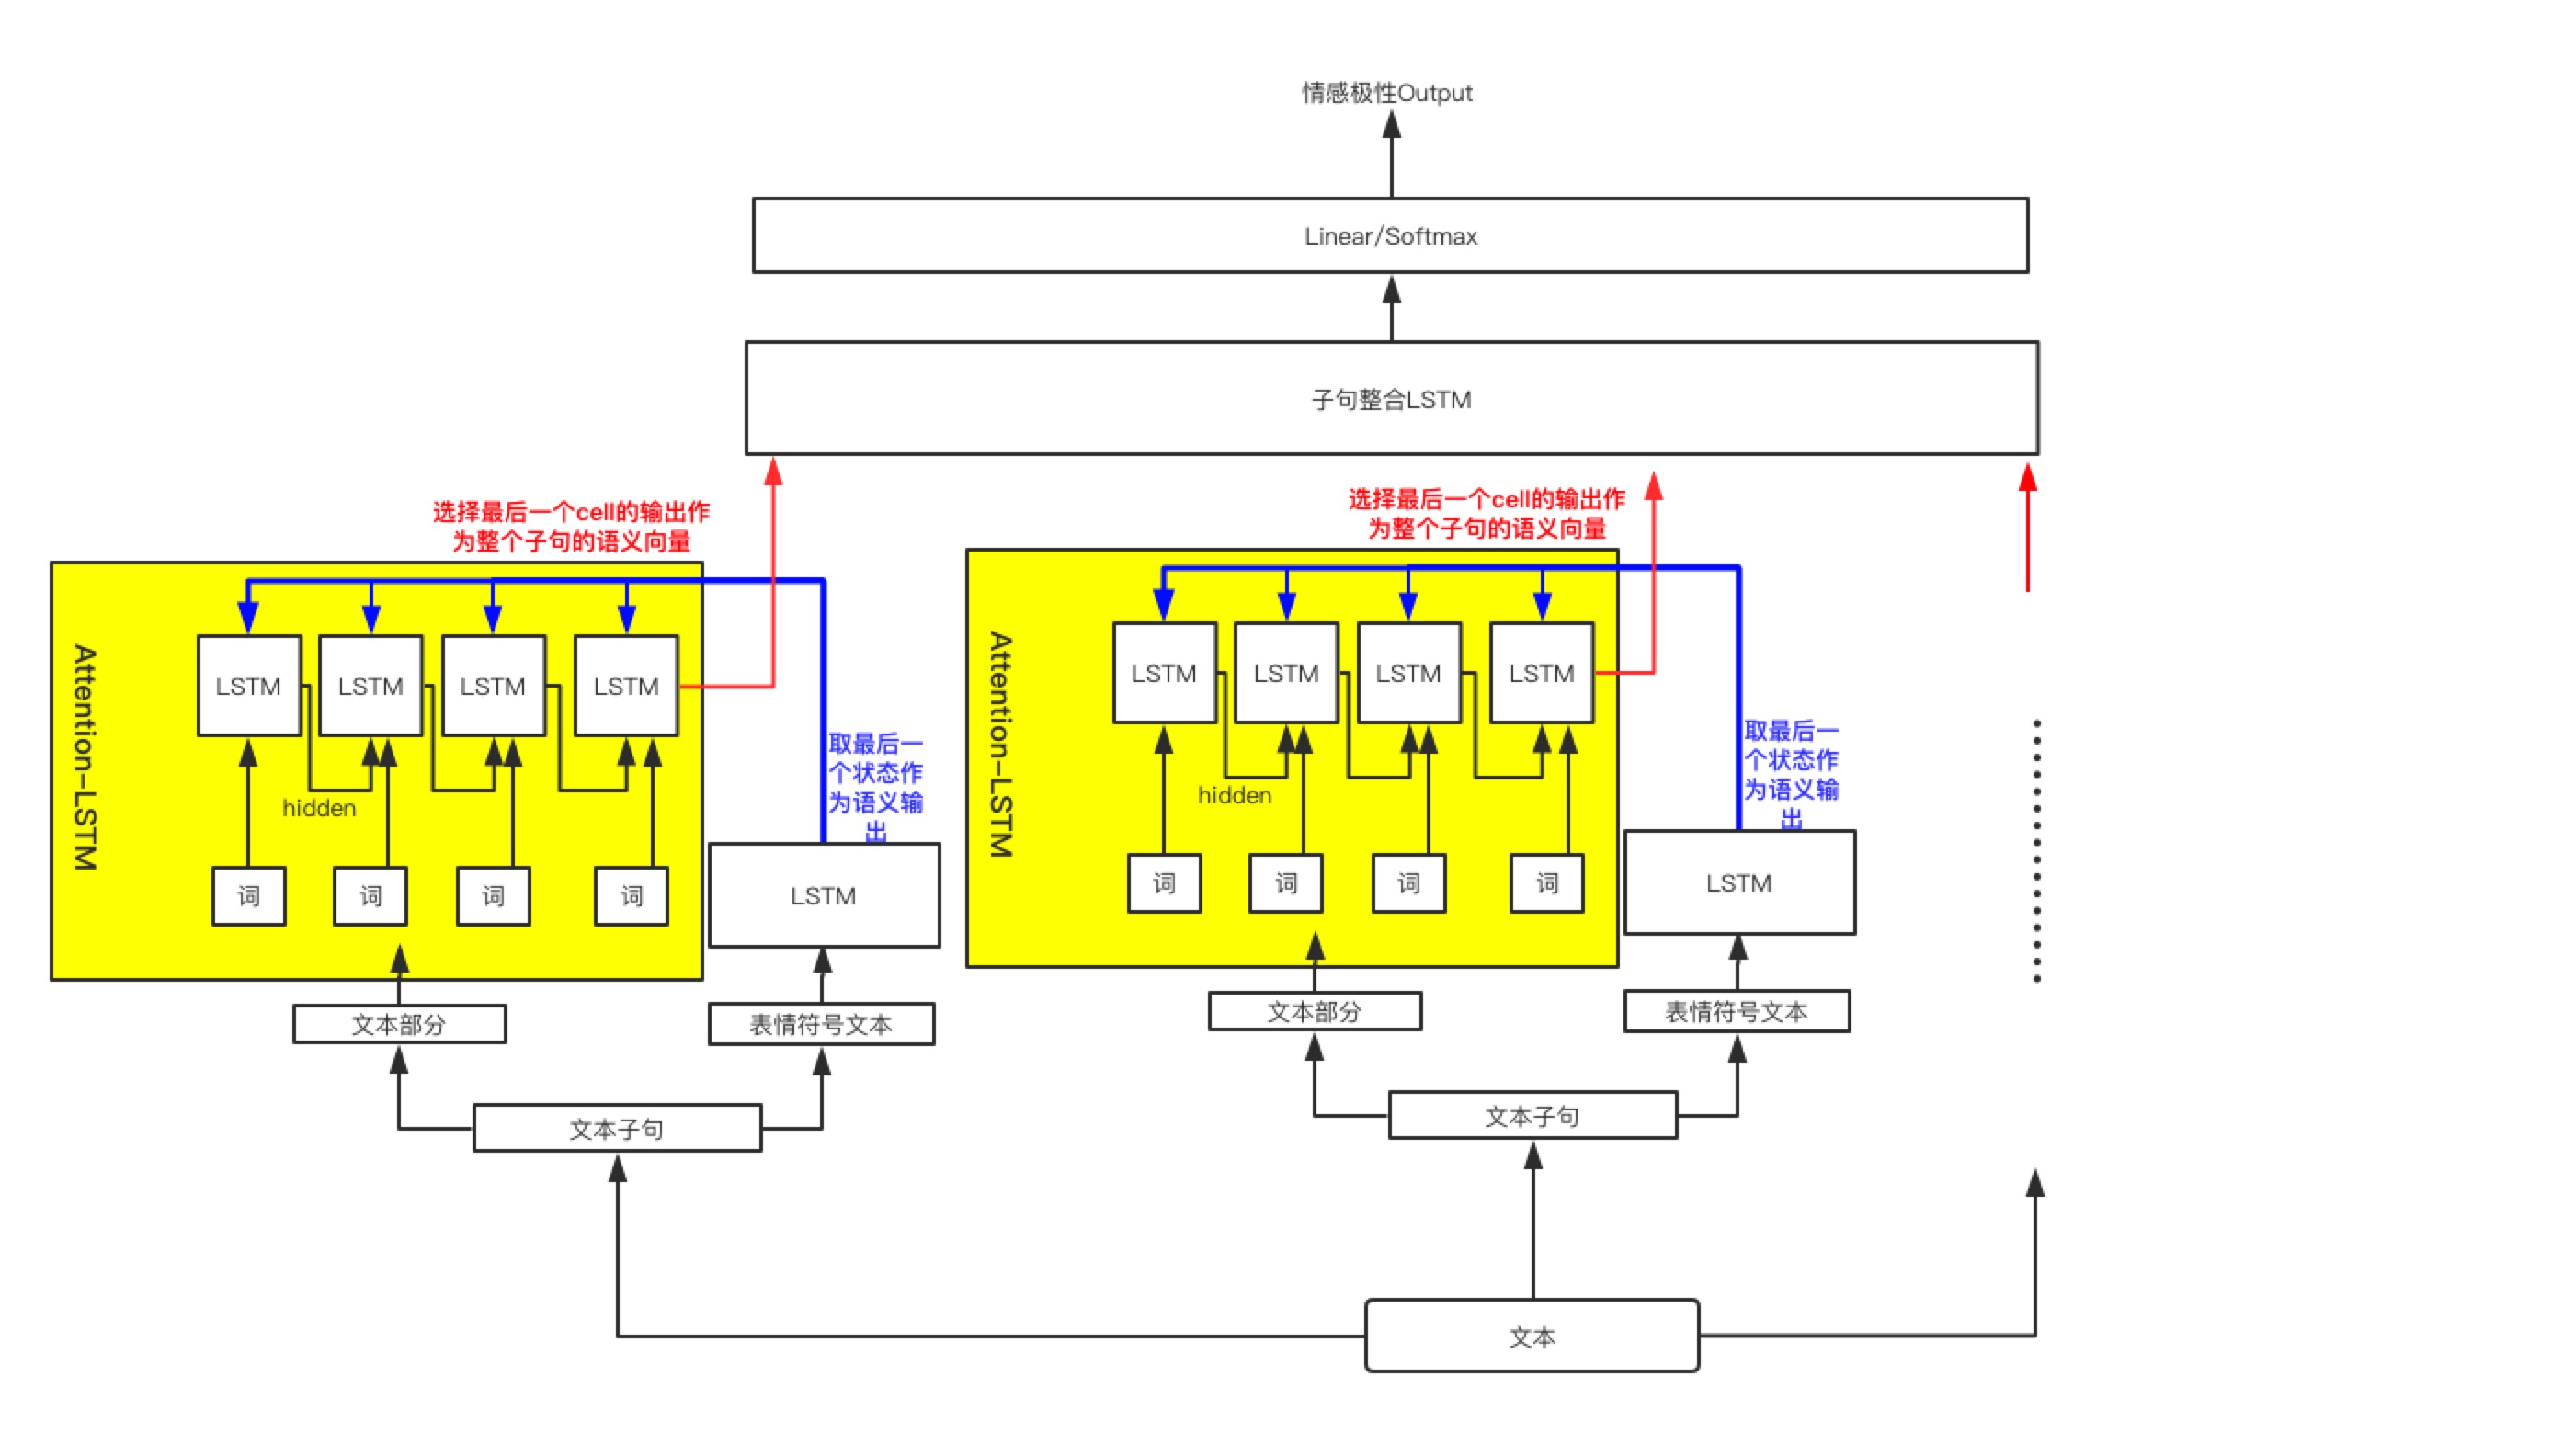 情感极性Output
Linear/Softmax
子句整合LSTM
选择最后一个cell的输出作
为整个子句的语义向量
选择最后一个cell的输出作
为整个子句的语义向量
Attention-LSTM
LSTM
LSTM
LSTM
LSTM
hidden
词
词
词
词
取最后一
个状态作
为语义输
出
LSTM
文本部分
表情符号文本
文本子句
Attention-LSTM
LSTM
LSTM
LSTM
LSTM
hidden
词
词
词
词
取最后一
个状态作
为语义输
出
LSTM
文本部分
表情符号文本
文本子句
文本